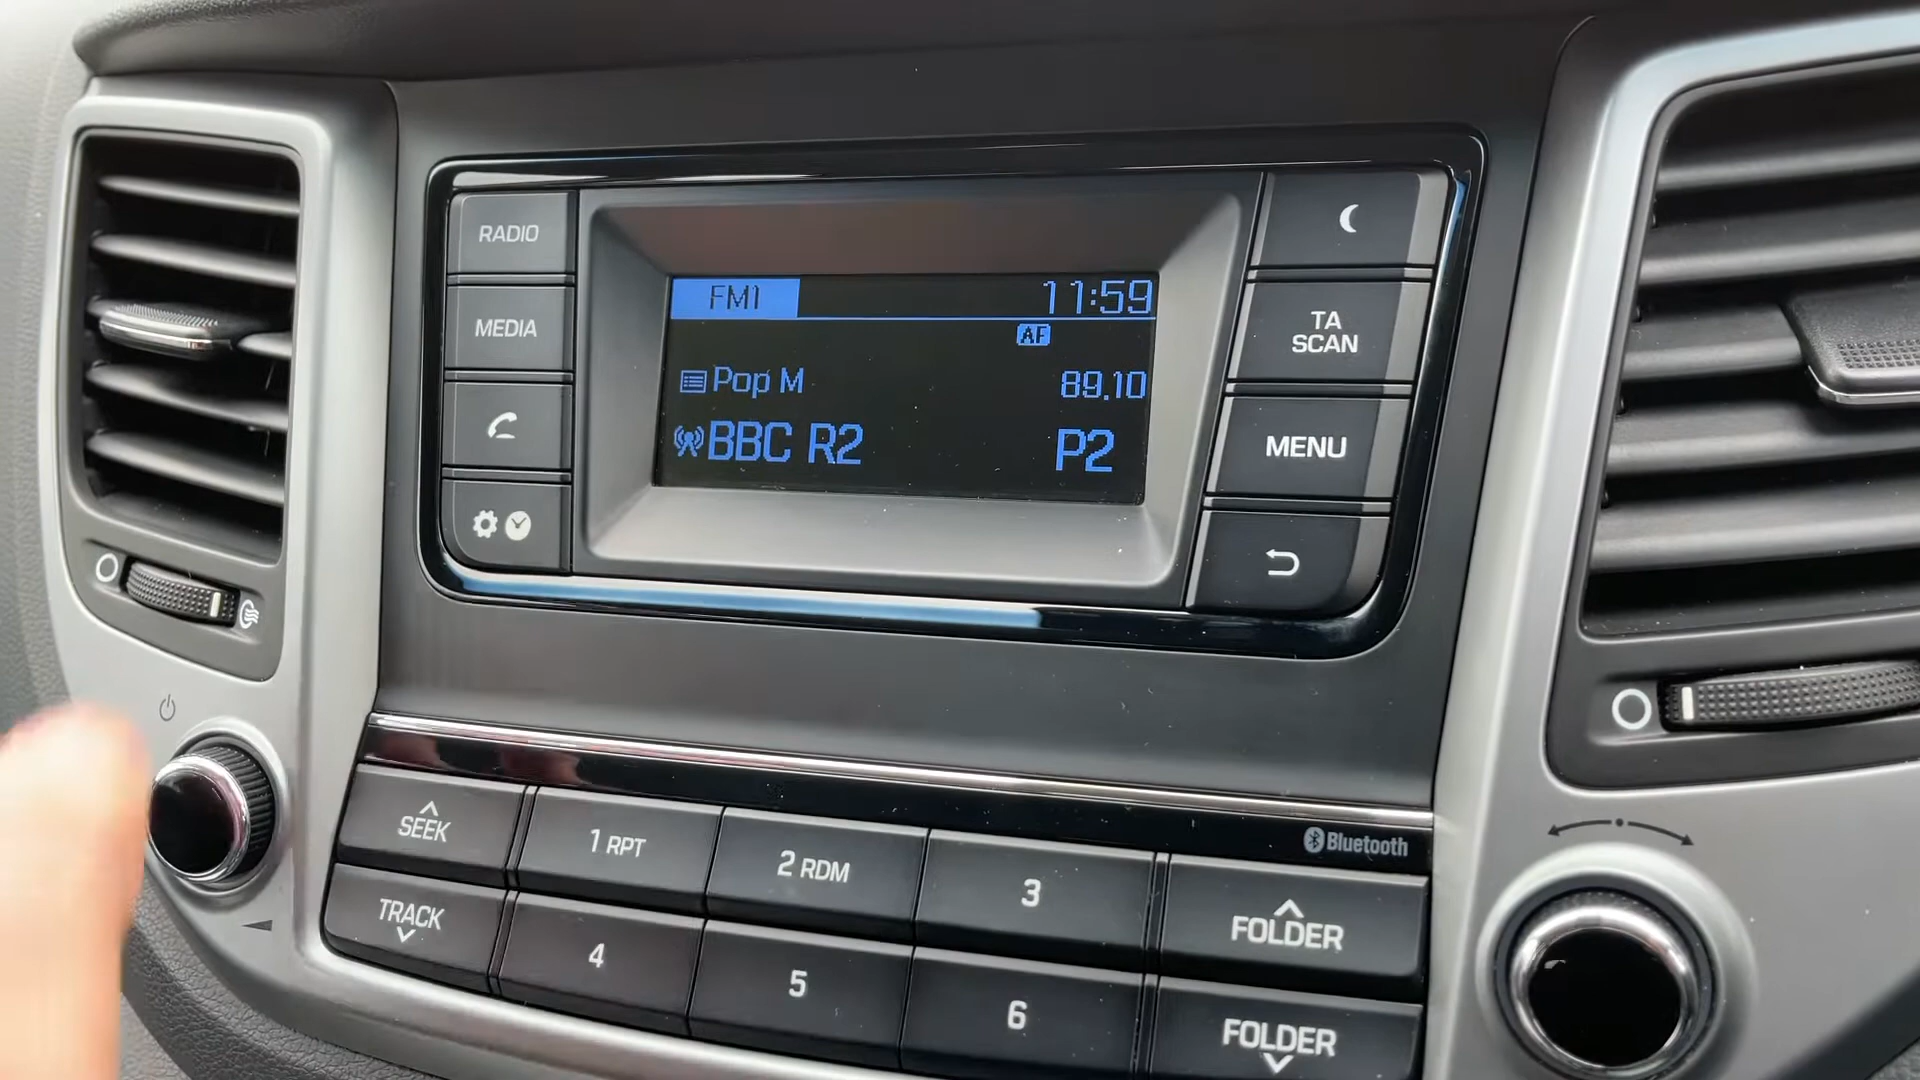 RADIO
MEDIA
FM1 11:59
AF
Pop M 89.10
BBC R2 P2
TA
SCAN
MENU
Bluetooth
SEEK
TRACK
1 RPT
2 RDM
3
4
5
6
FOLDER
FOLDER